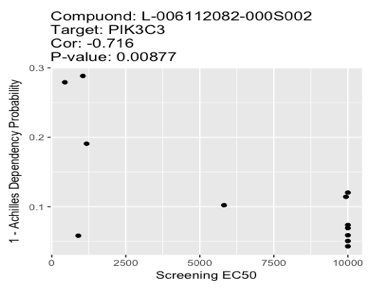 Compuond: L-006112082-000S002
Target: PIK3C3
Cor: -0.716
P-value: 0.00877
0.3
0.2
0.1
1 - Achilles Dependency Probability
0 2500 5000 7500 10000
Screening EC50